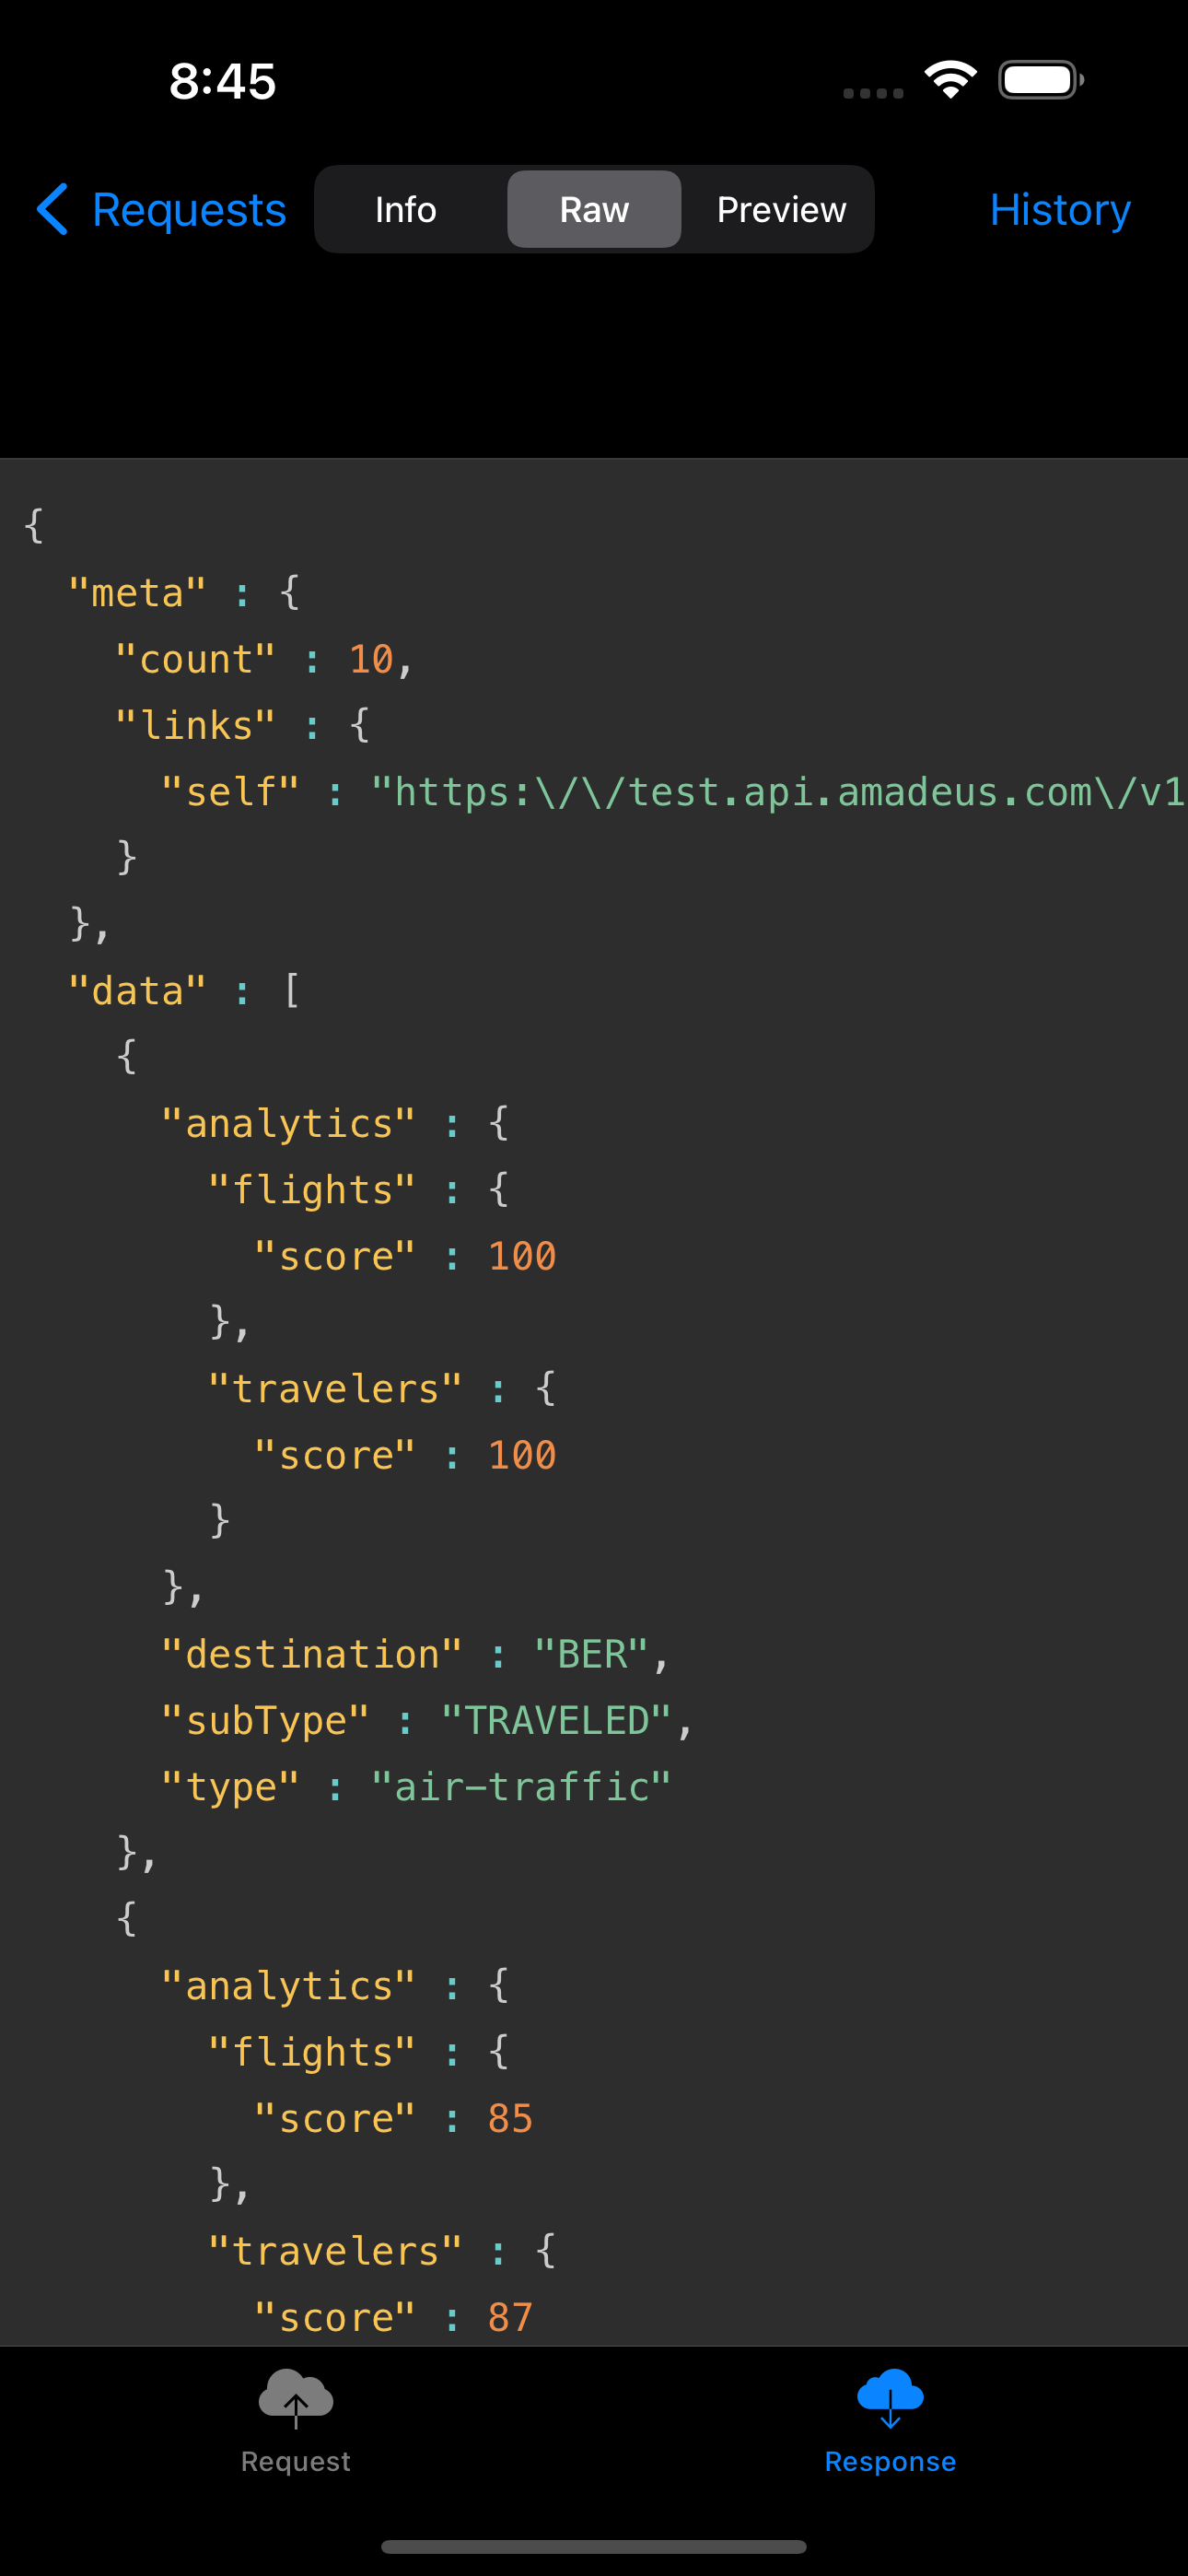 8:45
Requests Info Raw Preview History
{
  "meta" : {
    "count" : 10,
    "links" : {
      "self" : "https:\/\/test.api.amadeus.com\/v1
    }
  },
  "data" : [
    {
      "analytics" : {
        "flights" : {
          "score" : 100
        },
        "travelers" : {
          "score" : 100
        }
      },
      "destination" : "BER",
      "subType" : "TRAVELED",
      "type" : "air-traffic"
    },
    {
      "analytics" : {
        "flights" : {
          "score" : 85
        },
        "travelers" : {
          "score" : 87
Request Response